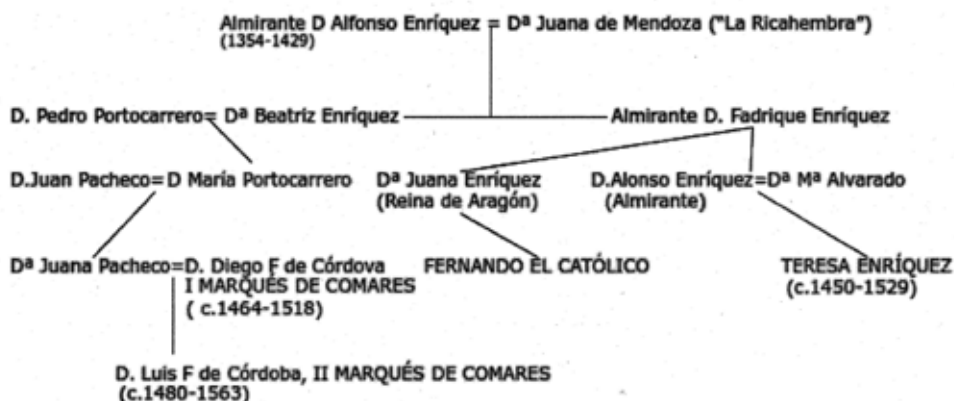 Almirante D Alfonso Enríquez = Dª Juana de Mendoza ("La Ricahembra")
(1354-1429)
D. Pedro Portocarrero= Dª Beatriz Enríquez
Almirante D. Fadrique Enríquez
D.Juan Pacheco=D María Portocarrero
Dª Juana Enríquez
(Reina de Aragón)
D.Alonso Enríquez=Dª Mª Alvarado
(Almirante)
Dª Juana Pacheco=D. Diego F de Córdova
I MARQUÉS DE COMARES
( c.1464-1518)
FERNANDO EL CATÓLICO
TERESA ENRÍQUEZ
(c.1450-1529)
D. Luis F de Córdoba, II MARQUÉS DE COMARES
(c.1480-1563)